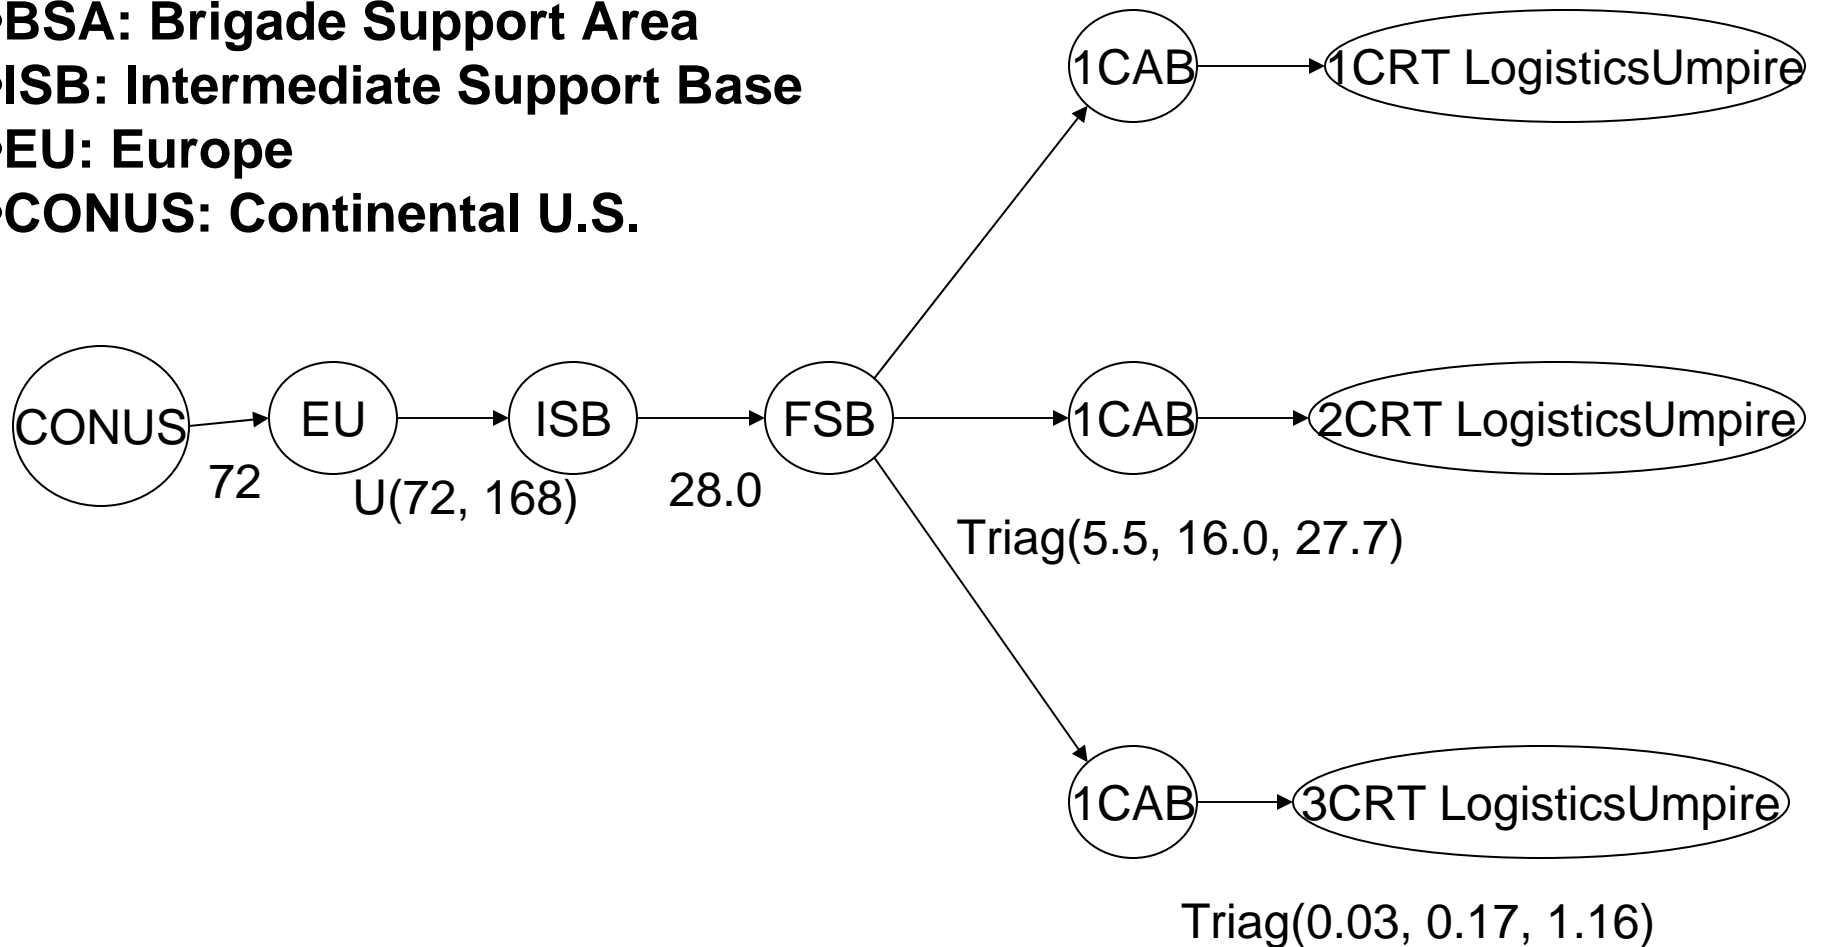 •BSA: Brigade Support Area
•ISB: Intermediate Support Base
•EU: Europe
•CONUS: Continental U.S.
1CAB
1CRT LogisticsUmpire
CONUS
EU
ISB
FSB
1CAB
2CRT LogisticsUmpire
72
U(72, 168)
28.0
Triag(5.5, 16.0, 27.7)
1CAB
3CRT LogisticsUmpire
Triag(0.03, 0.17, 1.16)